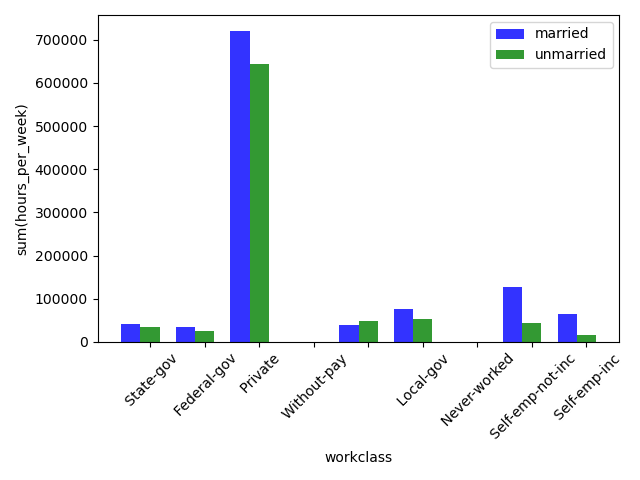 married
unmarried
700000
600000
500000
400000
300000
200000
100000
0
sum(hours_per_week)
State-gov
Federal-gov
Private
Without-pay
Local-gov
Never-worked
Self-emp-not-inc
Self-emp-inc
workclass